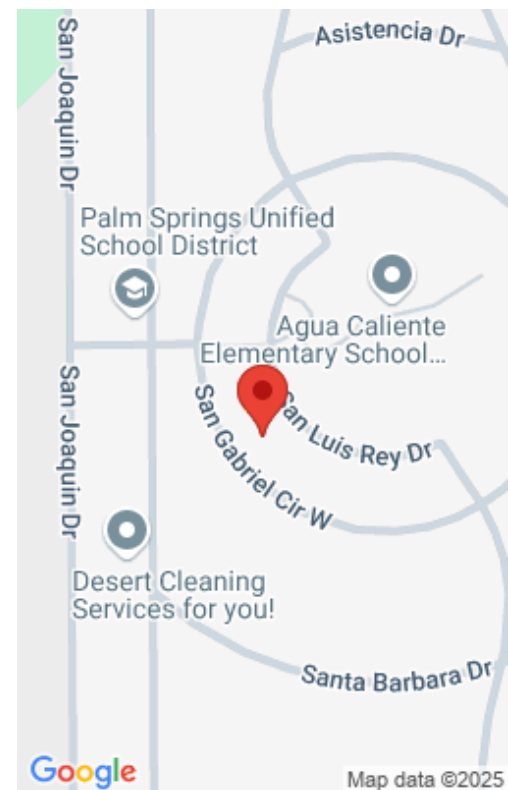 Asistencia Dr
San Joaquin Dr
Palm Springs Unified
School District
Agua Caliente
Elementary School...
San Joaquin Dr
San Luis Rey Dr
San Gabriel Cir W
Desert Cleaning
Services for you!
Santa Barbara Dr
Google
Map data ©2025